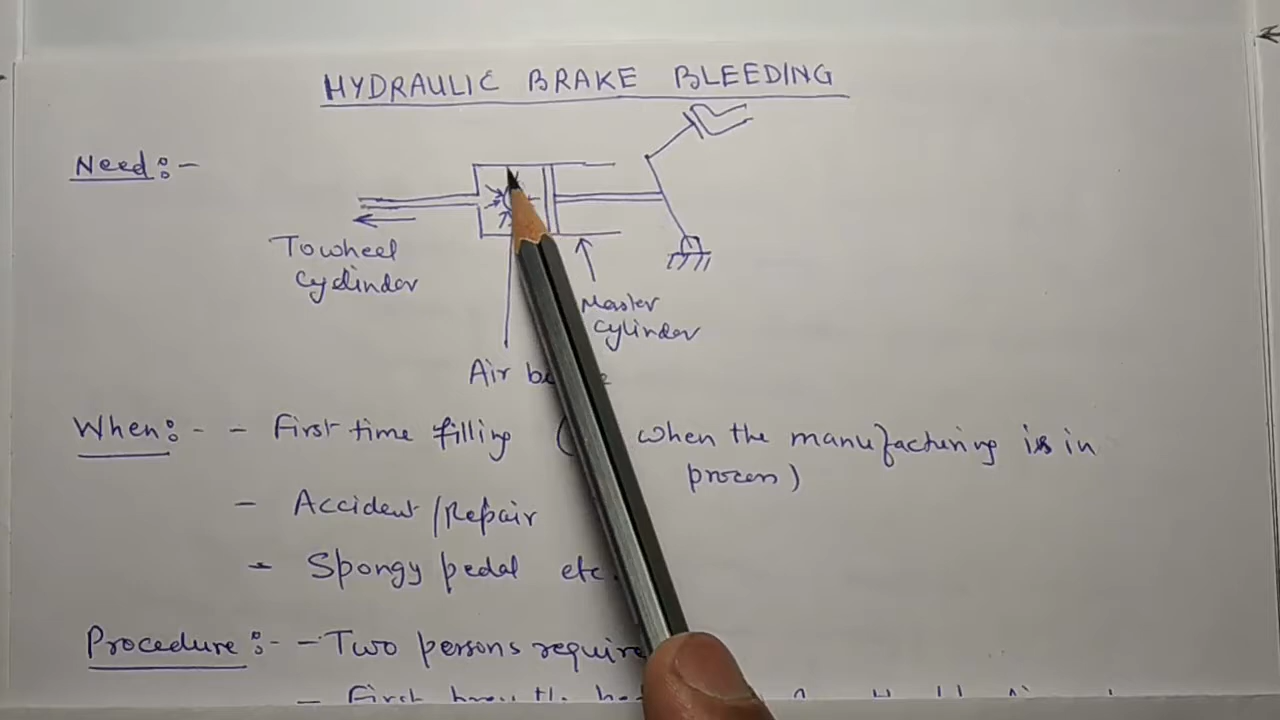 HYDRAULIC BRAKE BLEEDING
Need :-
To wheel
Cylinder
Master
Cylinder
Air
When :- - First time filling ( when the manufacturing is in
process)
- Accident/Repair
- Spongy pedal etc.
Procedure :- - Two persons require
- First